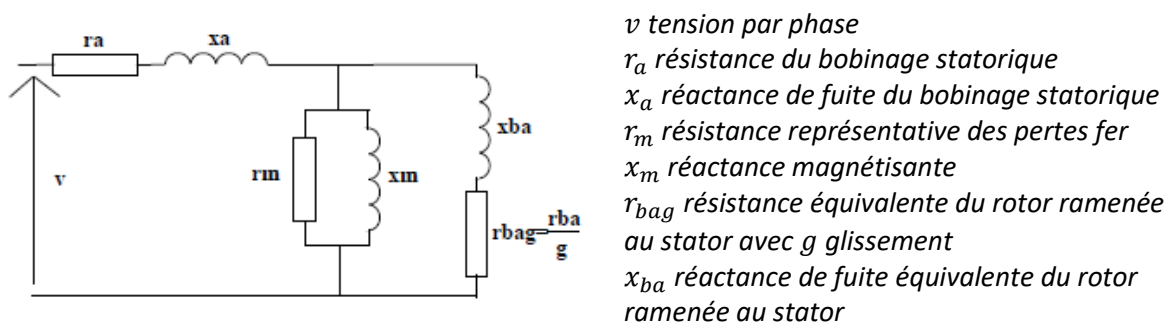 ra
xa
v
rm
xm
xba
rbag=rba/g
v tension par phase
rₐ résistance du bobinage statorique
xₐ réactance de fuite du bobinage statorique
rₘ résistance représentative des pertes fer
xₘ réactance magnétisante
r_bag résistance équivalente du rotor ramenée
au stator avec g glissement
x_ba réactance de fuite équivalente du rotor
ramenée au stator